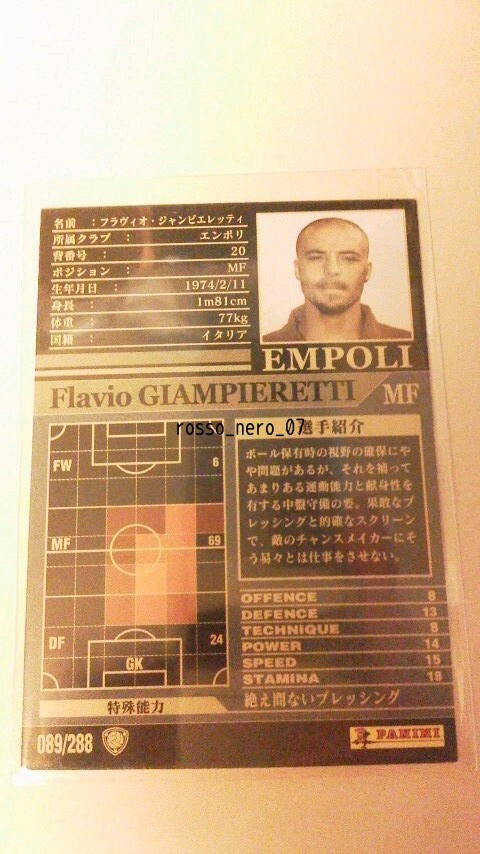 名前 ：フラヴィオ・ジャンピエレッティ
所属クラブ ： エンポリ
背番号 ： 20
ポジション ： MF
生年月日 ： 1974/2/11
身長 ： 1m81cm
体重 ： 77kg
国籍 ： イタリア
EMPOLI
Flavio GIAMPIERETTI MF
rosso_nero_07
選手紹介
ボール保有時の視野の確保にや
や問題があるが、それを補って
あまりある運動能力と献身性を
有する中盤守備の要。果敢なプ
レッシングと的確なスクリーン
で、敵のチャンスメイカーにそ
う易々とは仕事をさせない。
FW 6
MF 69
DF 24
GK
OFFENCE 8
DEFENCE 13
TECHNIQUE 8
POWER 14
SPEED 15
STAMINA 18
特殊能力 絶え間ないプレッシング
089/288
PANINI